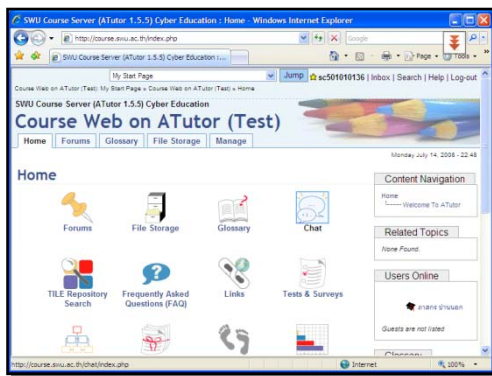 SWU Course Server (ATutor 1.5.5) Cyber Education : Home - Windows Internet Explorer
http://course.swu.ac.th/index.php
Google
SWU Course Server (ATutor 1.5.5) Cyber Education : ...
Page
Tools
My Start Page
Jump
sc501010136 | Inbox | Search | Help | Log-out
Course Web on ATutor (Test): My Start Page » Course Web on ATutor (Test) » Home
SWU Course Server (ATutor 1.5.5) Cyber Education
Course Web on ATutor (Test)
Home
Forums
Glossary
File Storage
Manage
Monday July 14, 2008 - 22:48
Home
Forums
File Storage
Glossary
Chat
TILE Repository Search
Frequently Asked Questions (FAQ)
Links
Tests & Surveys
Content Navigation
Home
Welcome To ATutor
Related Topics
None Found.
Users Online
Guests are not listed
Glossary
http://course.swu.ac.th/chat/index.php
Internet
100%